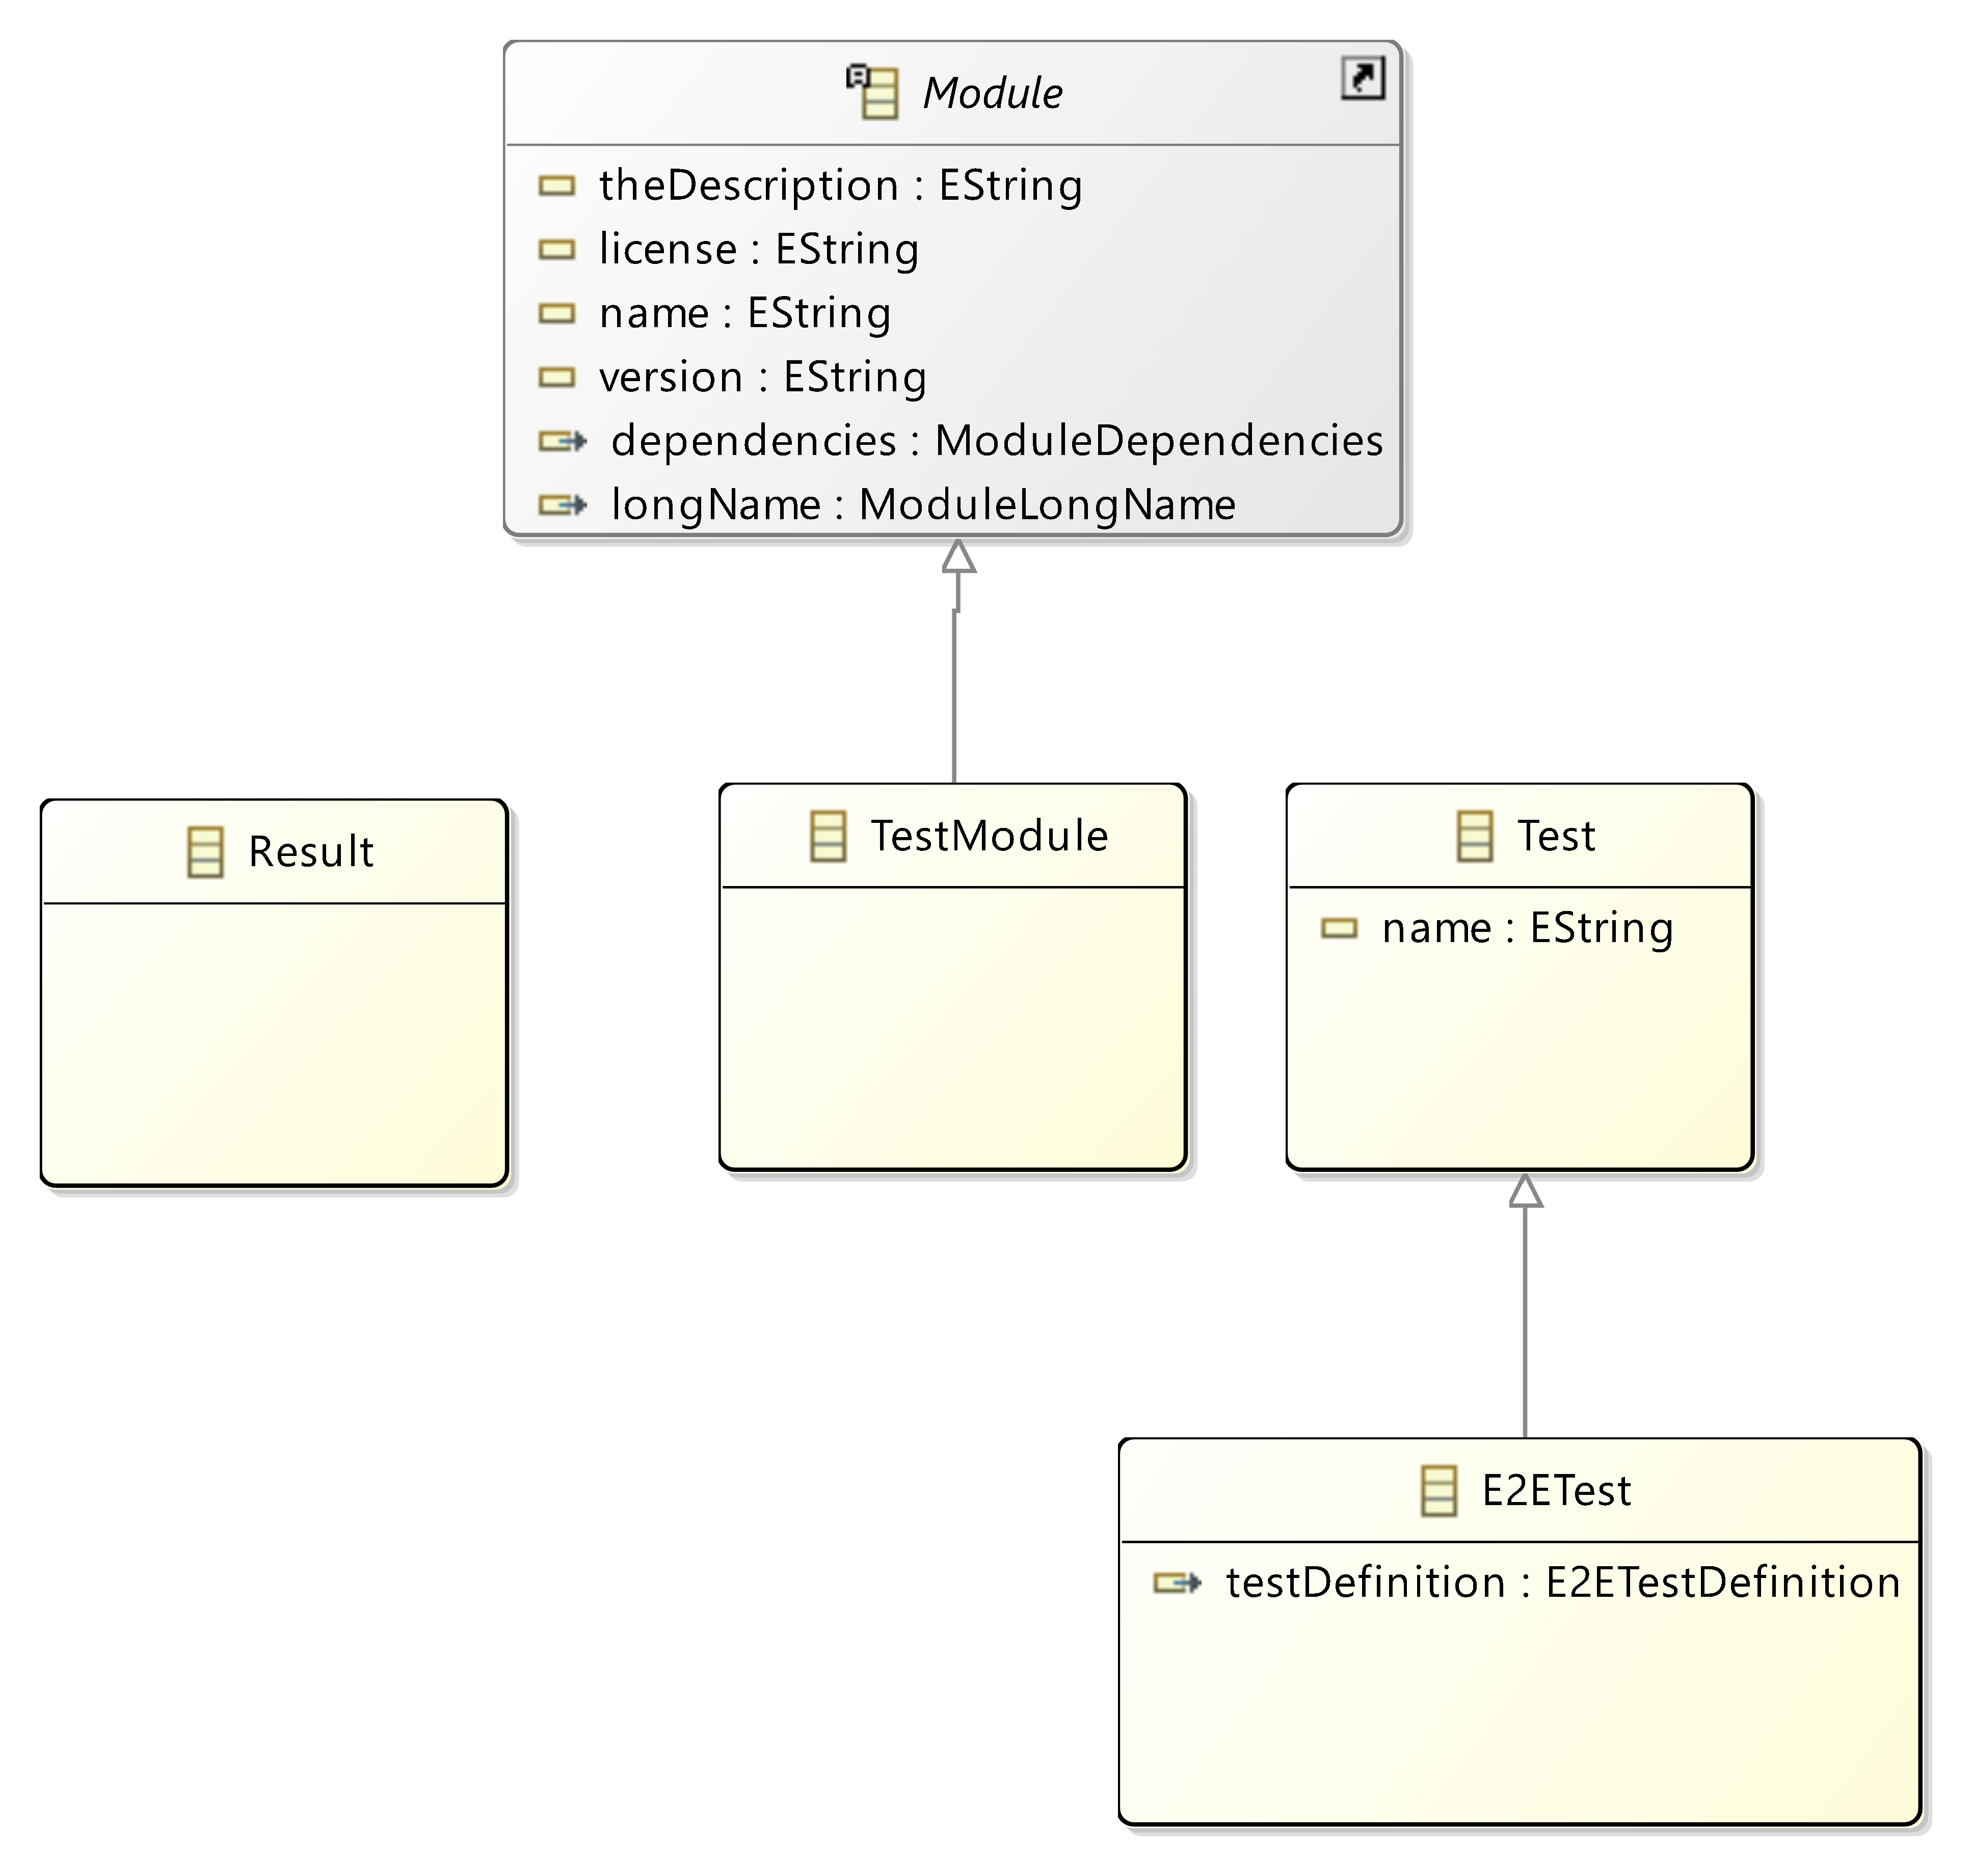 Module
theDescription : EString
license : EString
name : EString
version : EString
dependencies : ModuleDependencies
longName : ModuleLongName
Result
TestModule
Test
name : EString
E2ETest
testDefinition : E2ETestDefinition